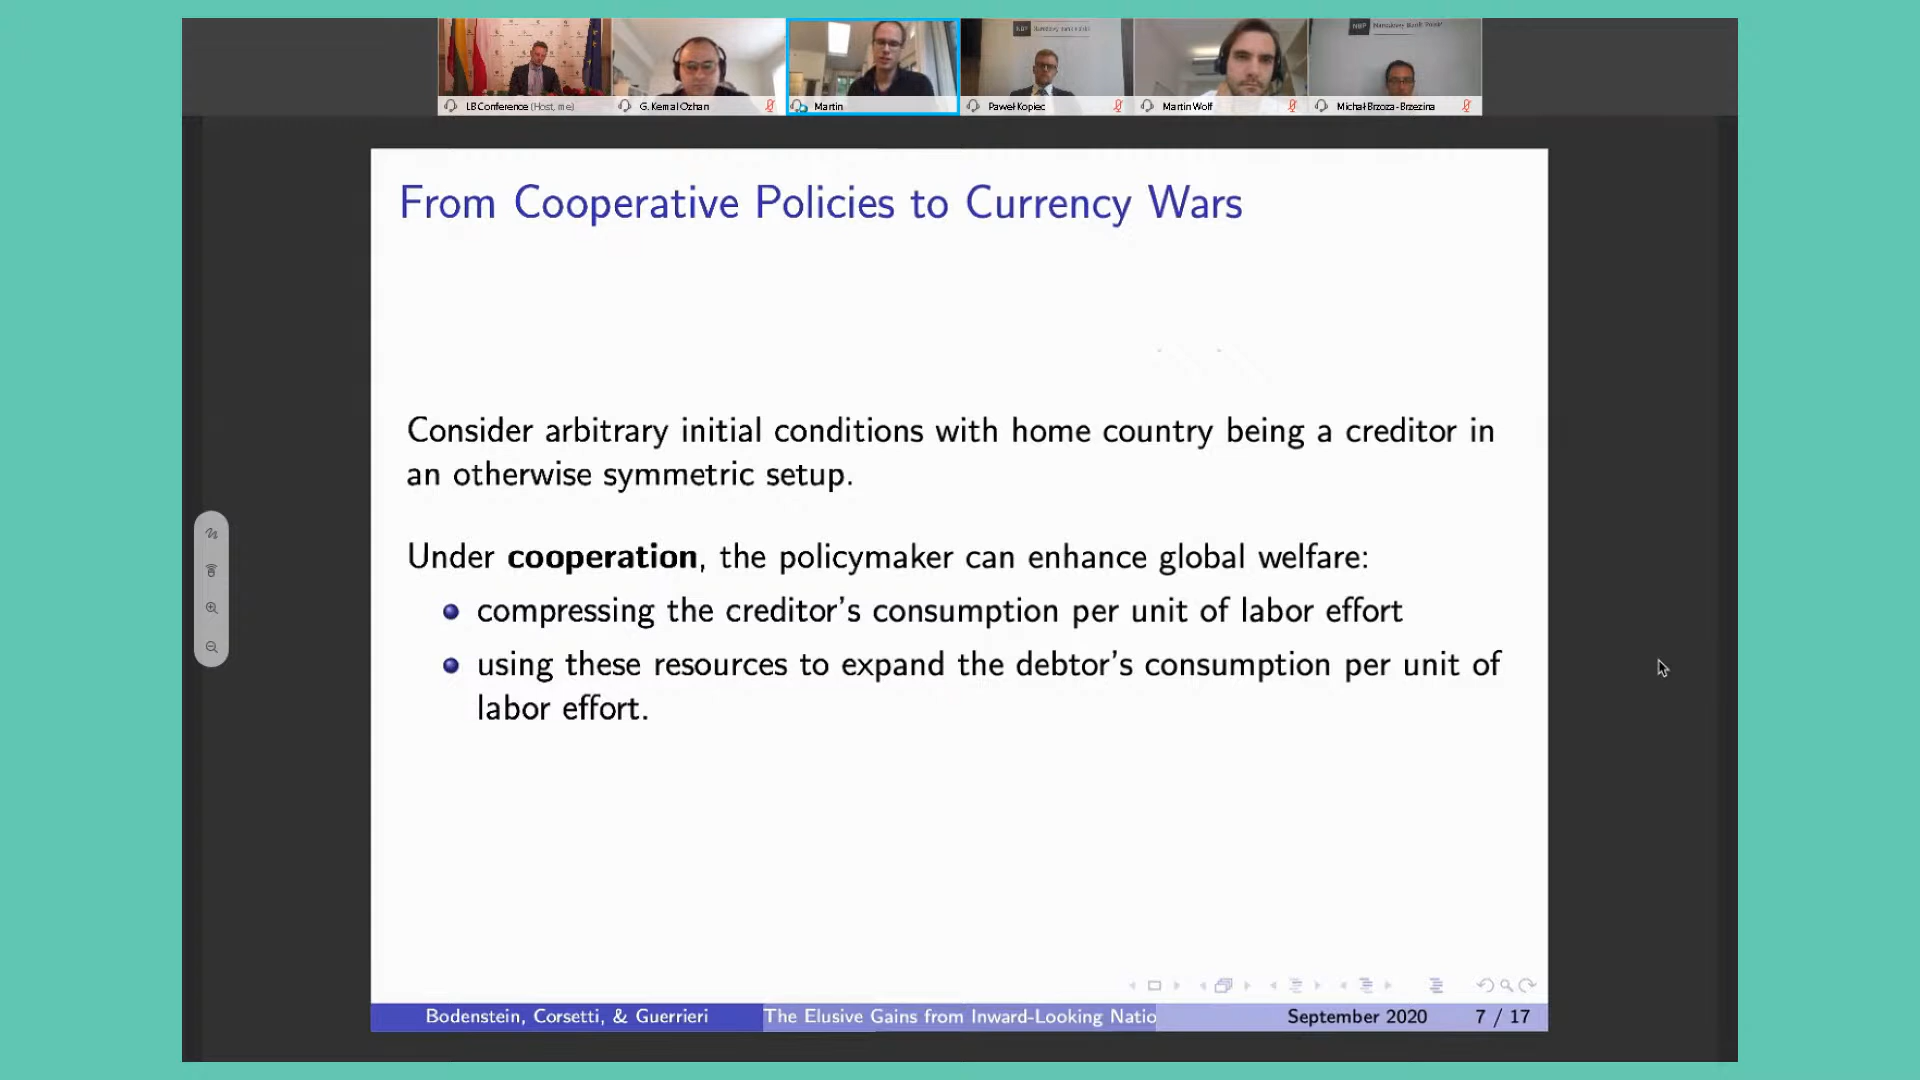 LB Conference (Host, me)
G. Kemal Ozhan
Martin
Paweł Kopiec
Martin Wolf
Michał Brzoza-Brzezina
NBP
NBP
From Cooperative Policies to Currency Wars
Consider arbitrary initial conditions with home country being a creditor in
an otherwise symmetric setup.
Under cooperation, the policymaker can enhance global welfare:
compressing the creditor's consumption per unit of labor effort
using these resources to expand the debtor's consumption per unit of
labor effort.
Bodenstein, Corsetti, & Guerrieri
The Elusive Gains from Inward-Looking Natio
September 2020
7 / 17